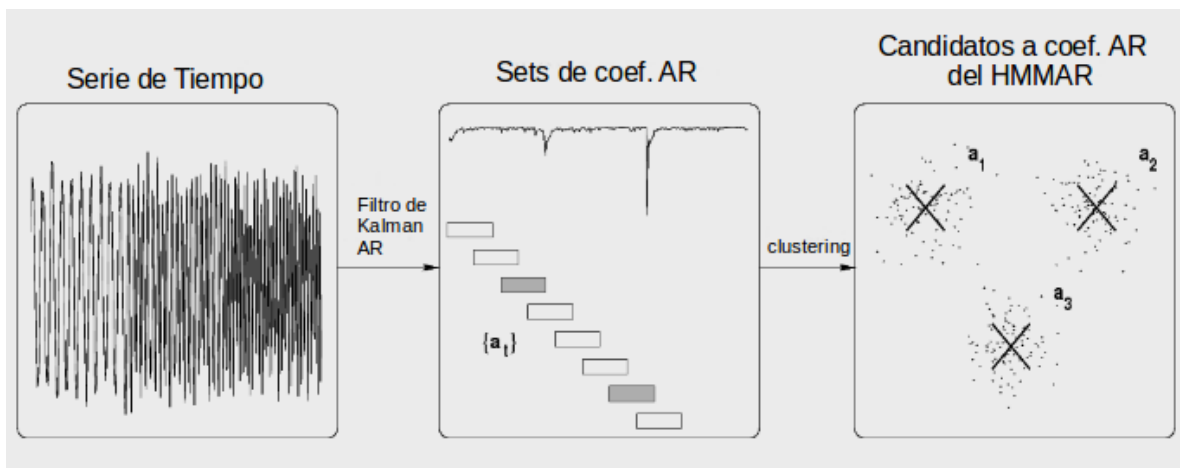 Serie de Tiempo
Sets de coef. AR
Candidatos a coef. AR
del HMMAR
Filtro de
Kalman
AR
{a_t}
clustering
a_1
a_2
a_3